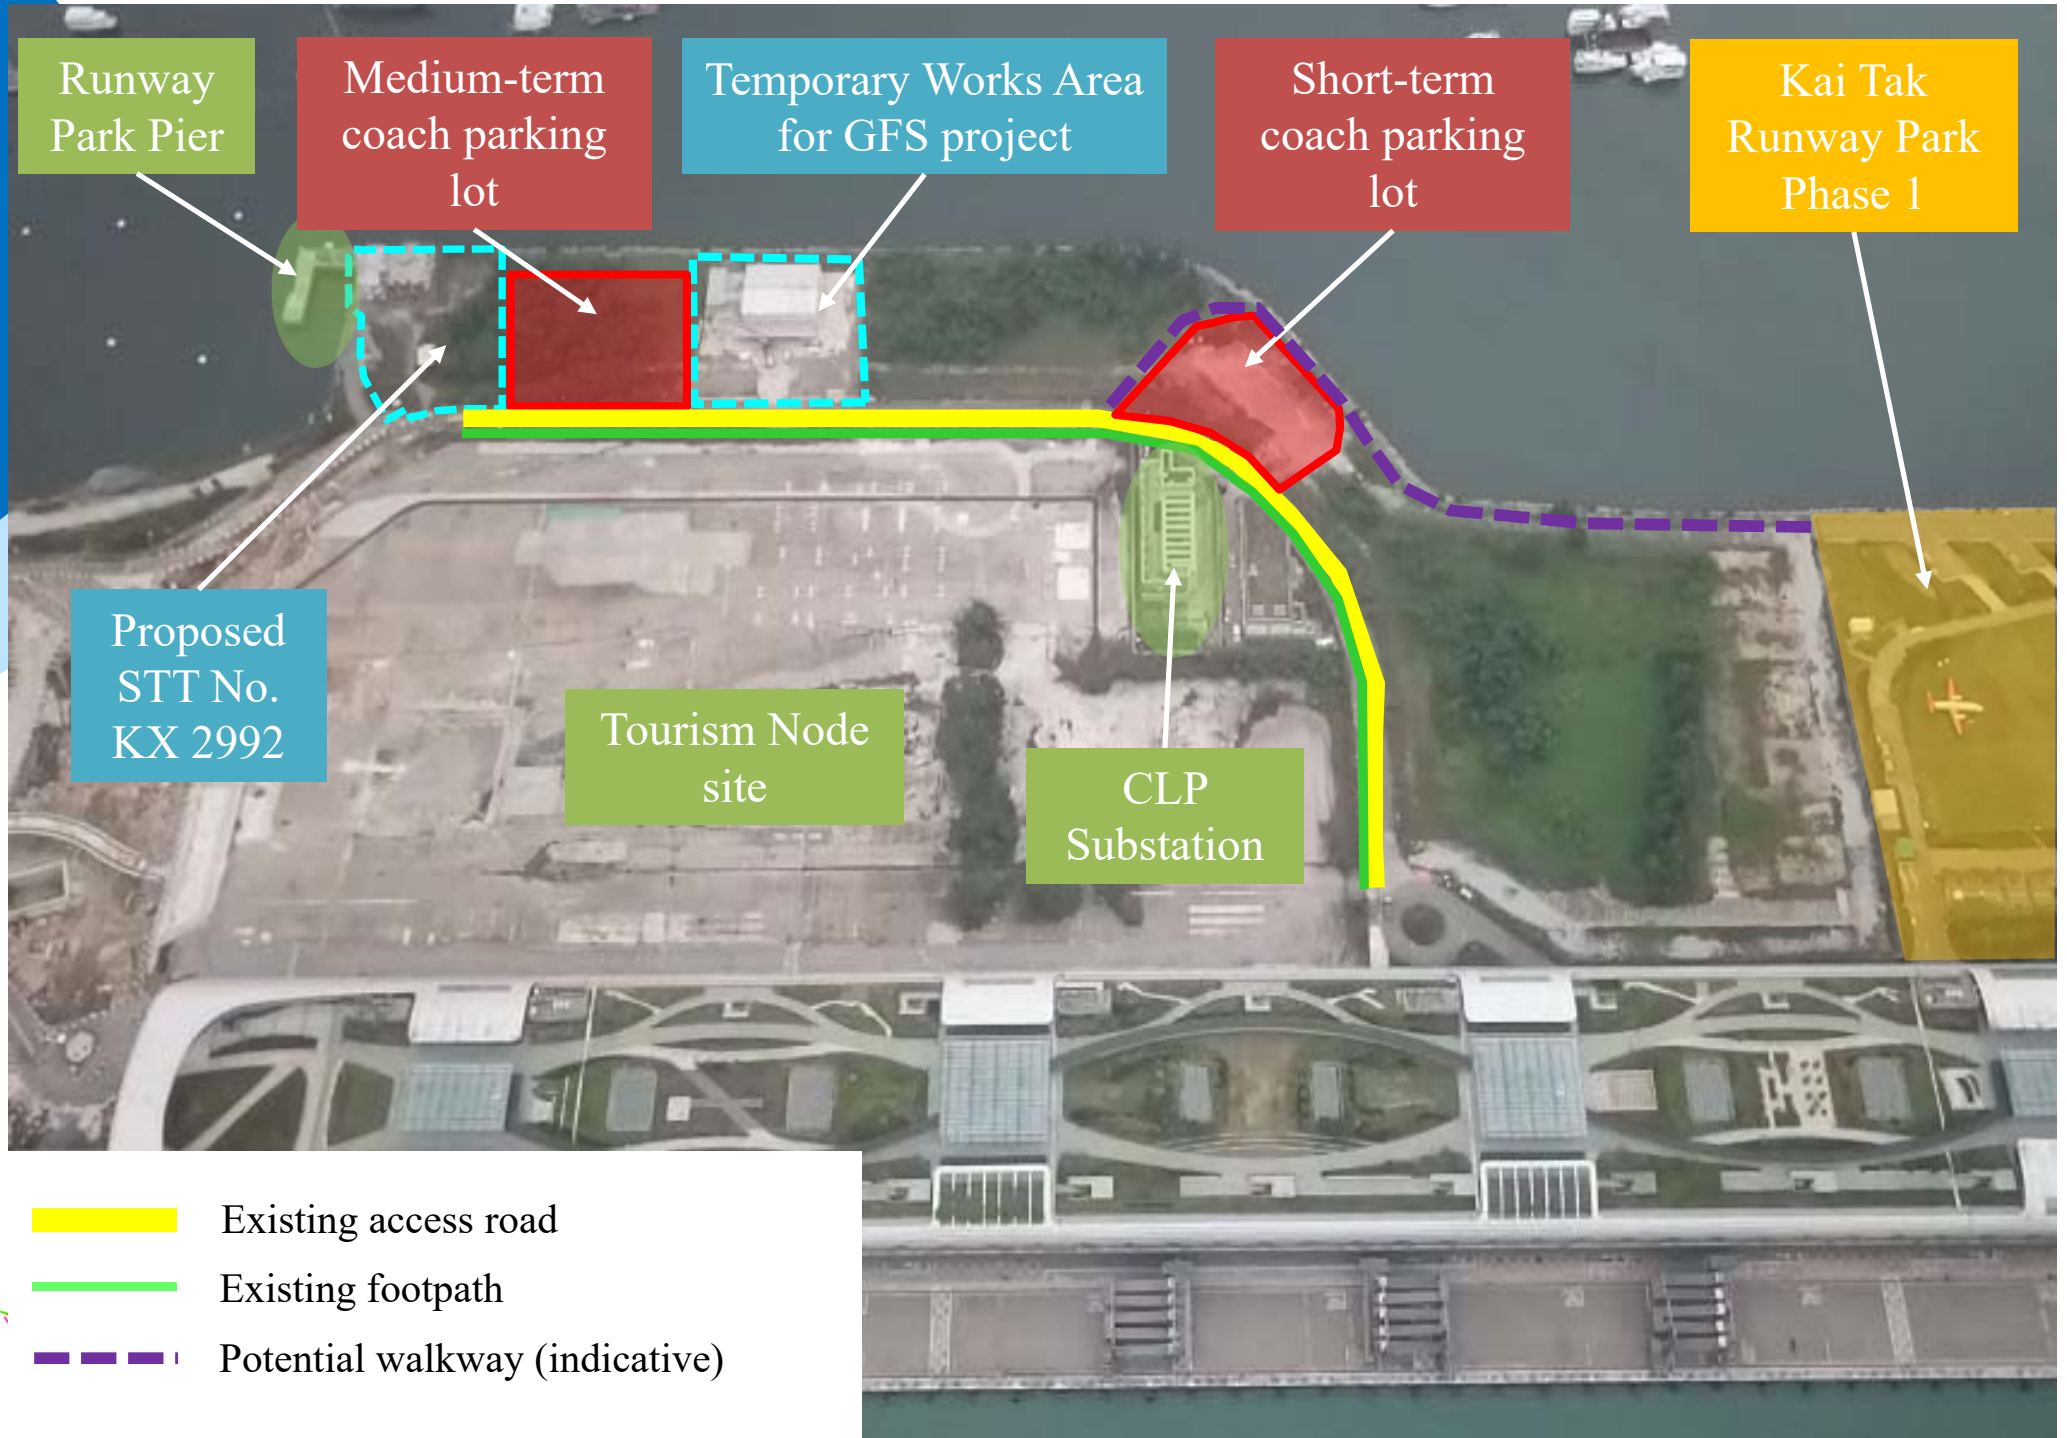 Runway
Park Pier
Medium-term
coach parking
lot
Temporary Works Area
for GFS project
Short-term
coach parking
lot
Kai Tak
Runway Park
Phase 1
Proposed
STT No.
KX 2992
Tourism Node
site
CLP
Substation
Existing access road
Existing footpath
Potential walkway (indicative)